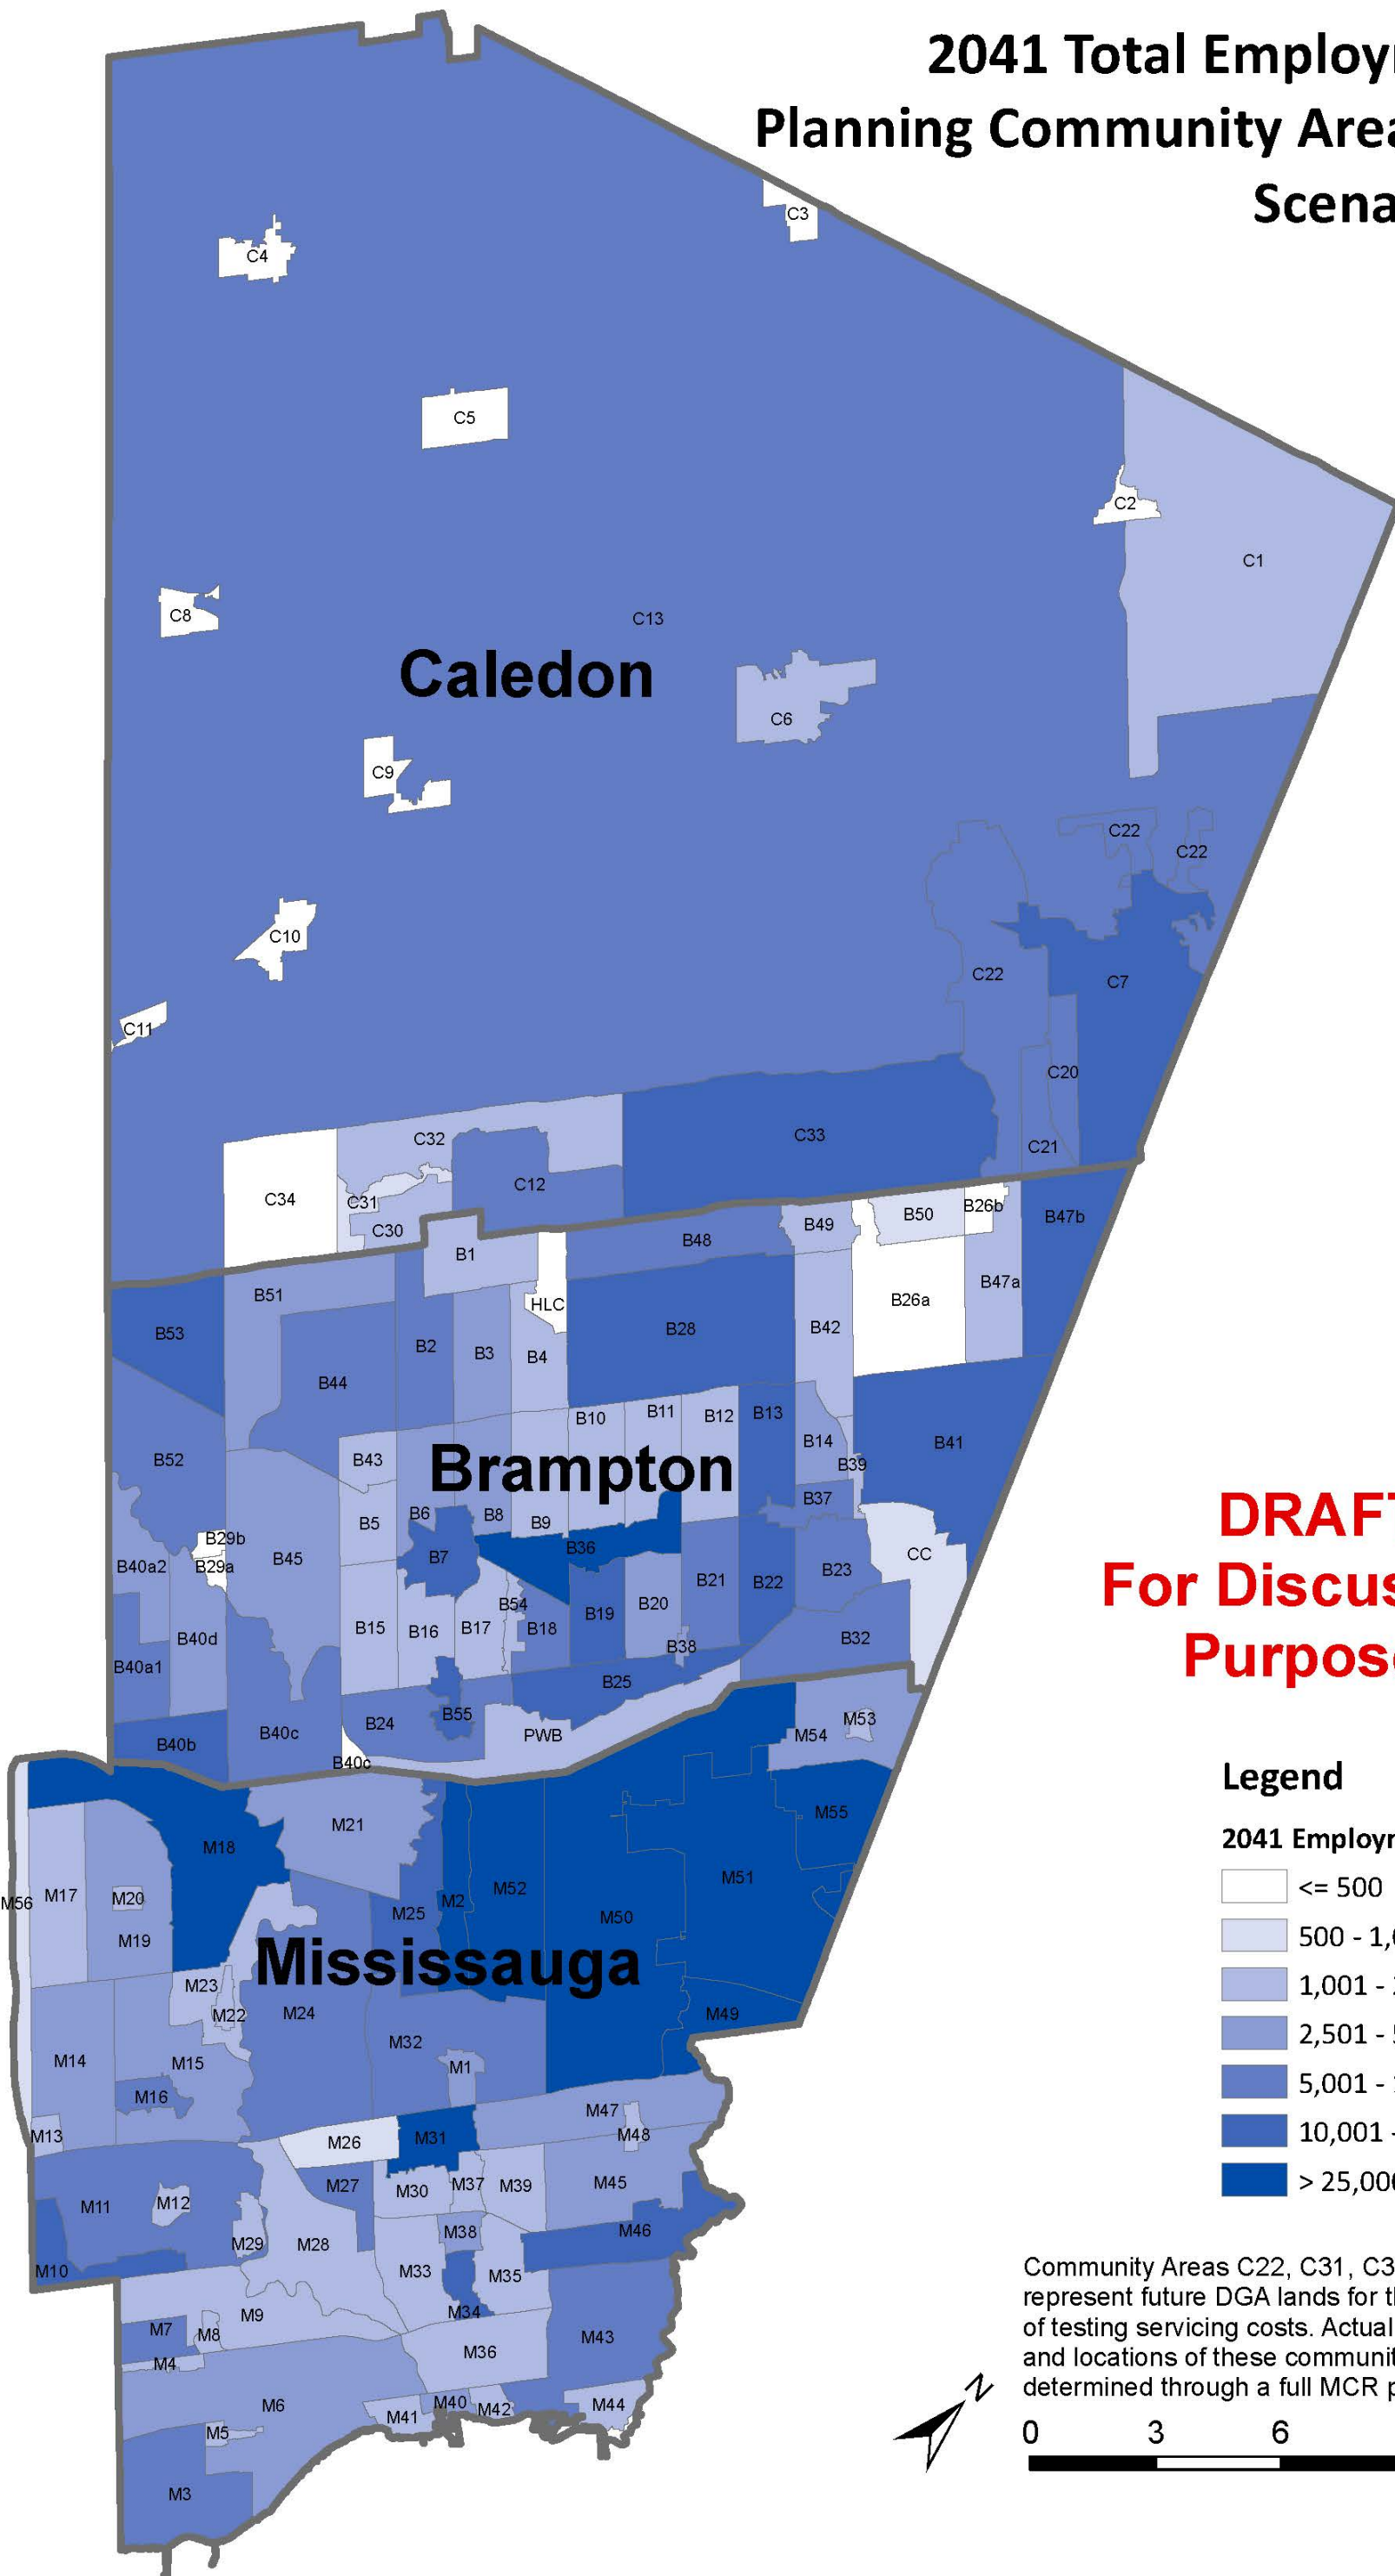 2041 Total Employ
Planning Community Area
Scena
C3
C4
C5
C2
C1
C8
C13
Caledon
C6
C9
C22
C22
C10
C22
C7
C11
C20
C33
C32
C21
C12
C34
C31
C30
B26b
B50
B47b
B49
B48
B1
B47a
B51
B26a
HLC
B42
B28
B53
B2
B3
B4
B44
B10
B11
B12
B13
B14
B41
B52
B43
Brampton
B39
B37
B6
B8
B9
B5
B29b
B36
B7
CC
B45
B40a2
B29a
B23
B21
B22
B54
B20
B19
B15
B16
B17
B18
B40d
B32
B38
B40a1
B25
B55
B24
B40c
PWB
B40b
B40c
M53
M54
M55
M21
M18
M51
M52
M56
M17
M20
M2
M25
M50
M19
Mississauga
M23
M22
M24
M49
M32
M14
M15
M1
M16
M47
M13
M48
M31
M26
M27
M30
M37
M39
M45
M11
M12
M38
M46
M29
M28
M10
M33
M35
M34
M9
M7
M8
M43
M36
M4
M6
M40
M42
M44
M41
M5
M3
DRAFT
For Discus
Purpos
Legend
2041 Employ
<= 500
500 - 1,
1,001 -
2,501 -
5,001 -
10,001 -
> 25,00
Community Areas C22, C31, C3
represent future DGA lands for t
of testing servicing costs. Actual
and locations of these communit
determined through a full MCR p
N
0 3 6